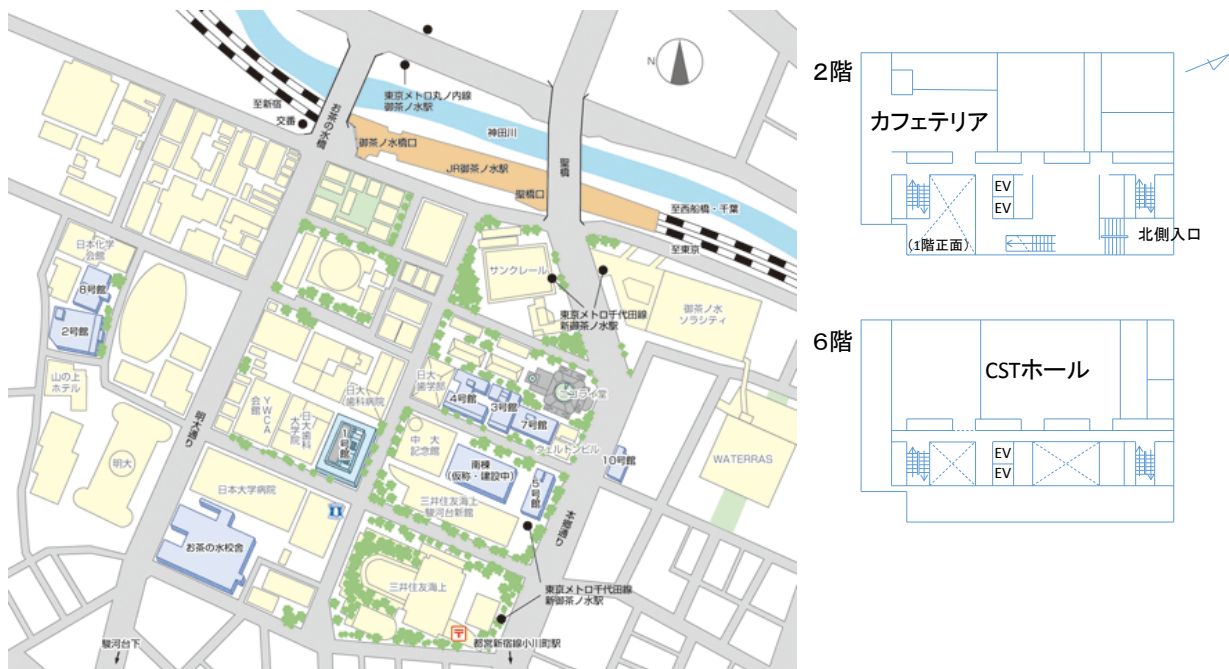 東京メトロ丸ノ内線
御茶ノ水駅
N
至新宿
交番
お茶の水橋
御茶ノ水橋口
神田川
JR御茶ノ水駅
聖橋
聖橋口
至西船橋・千葉
至東京
日本化学
会館
8号館
2号館
山の上
ホテル
サンクレール
東京メトロ千代田線
新御茶ノ水駅
御茶ノ水
ソラシティ
明大通り
YWCA
会館
日大歯科
大学院
日大
歯科病院
1号館
日大
歯学部
4号館
3号館
7号館
ニコライ堂
ヴェルトンビル
中大
記念館
南棟
(仮称・建設中)
5号館
10号館
WATERRAS
明大
日本大学病院
お茶の水校舎
三井住友海上
駿河台新館
本郷通り
三井住友海上
東京メトロ千代田線
新御茶ノ水駅
駿河台下
都営新宿線小川町駅
2階
カフェテリア
EV
EV
(1階正面)
北側入口
6階
CSTホール
EV
EV